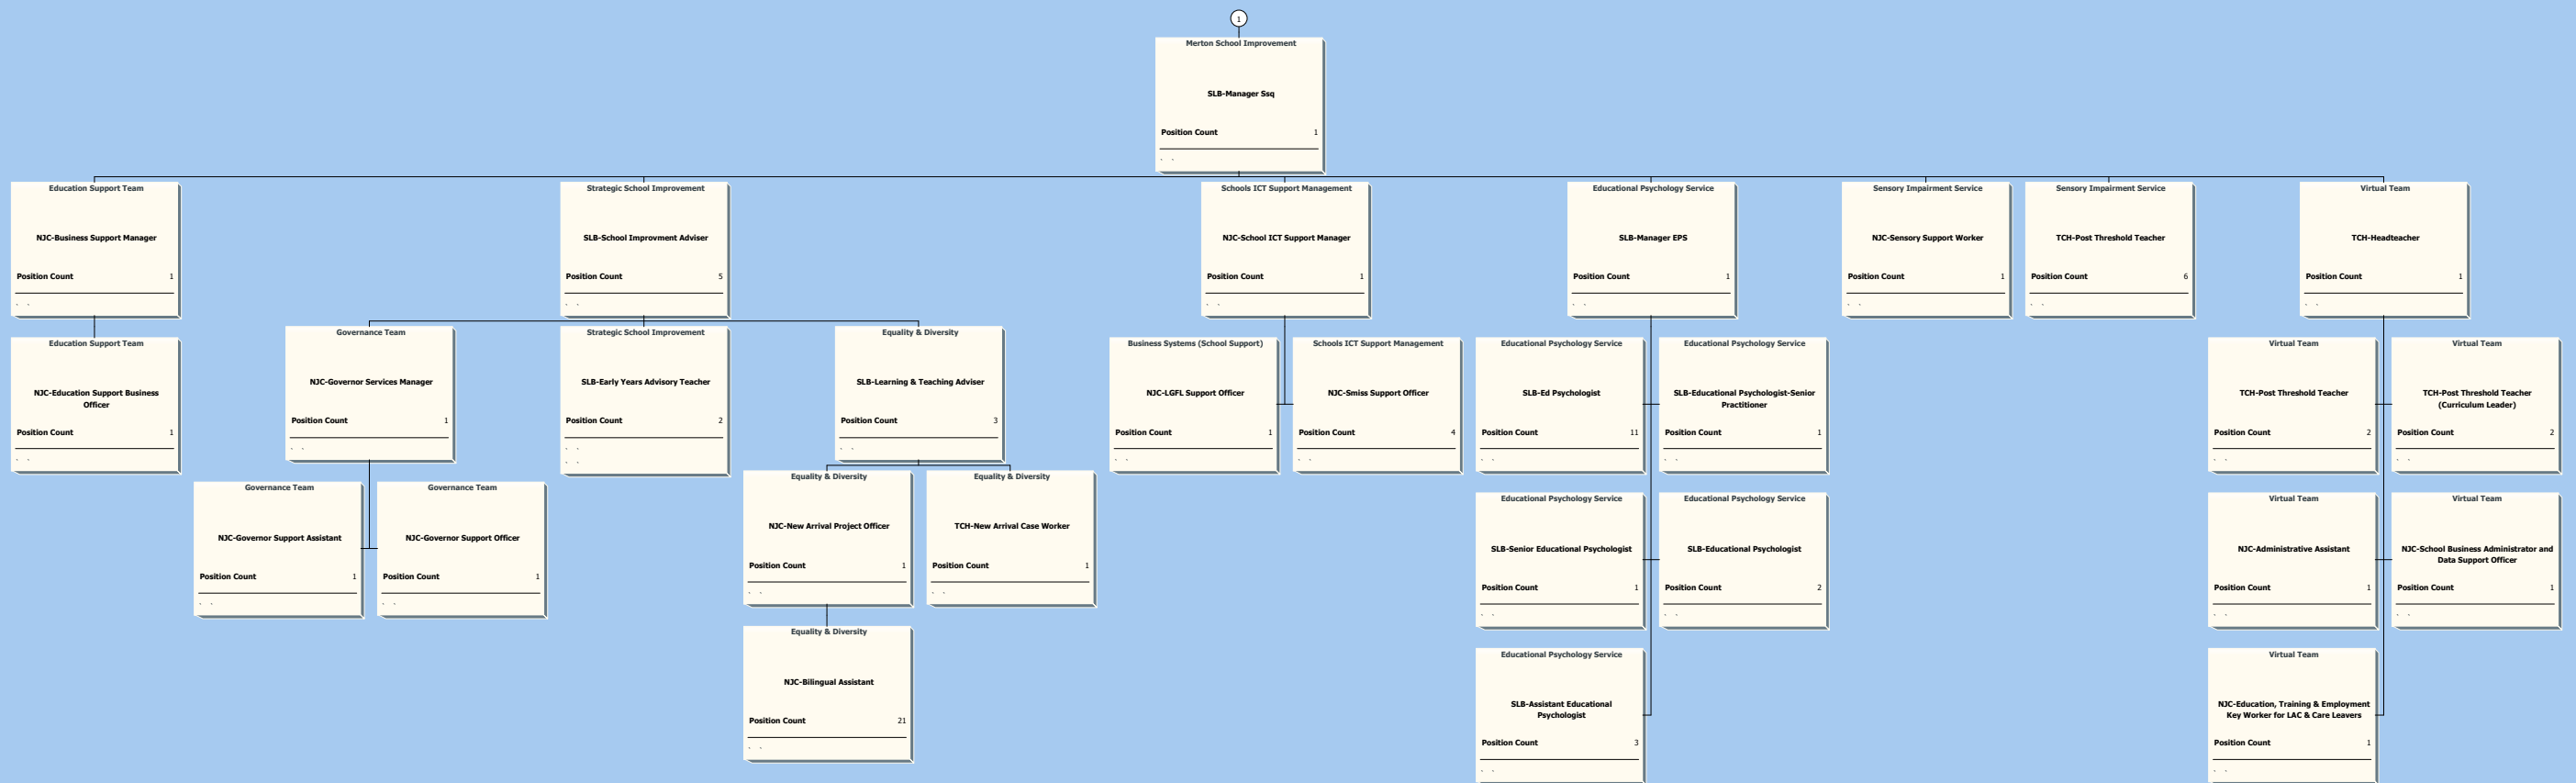 1
Merton School Improvement
SLB-Manager Ssq
Position Count 1
Education Support Team
NJC-Business Support Manager
Position Count 1
Strategic School Improvement
SLB-School Improvment Adviser
Position Count 5
Schools ICT Support Management
NJC-School ICT Support Manager
Position Count 1
Educational Psychology Service
SLB-Manager EPS
Position Count 1
Sensory Impairment Service
NJC-Sensory Support Worker
Position Count 1
Sensory Impairment Service
TCH-Post Threshold Teacher
Position Count 6
Virtual Team
TCH-Headteacher
Position Count 1
Education Support Team
NJC-Education Support Business
Officer
Position Count 1
Governance Team
NJC-Governor Services Manager
Position Count 1
Strategic School Improvement
SLB-Early Years Advisory Teacher
Position Count 2
Equality & Diversity
SLB-Learning & Teaching Adviser
Position Count 3
Business Systems (School Support)
NJC-LGFL Support Officer
Position Count 1
Schools ICT Support Management
NJC-Smiss Support Officer
Position Count 4
Educational Psychology Service
SLB-Ed Psychologist
Position Count 11
Educational Psychology Service
SLB-Educational Psychologist-Senior
Practitioner
Position Count 1
Virtual Team
TCH-Post Threshold Teacher
Position Count 2
Virtual Team
TCH-Post Threshold Teacher
(Curriculum Leader)
Position Count 2
Governance Team
NJC-Governor Support Assistant
Position Count 1
Governance Team
NJC-Governor Support Officer
Position Count 1
Equality & Diversity
NJC-New Arrival Project Officer
Position Count 1
Equality & Diversity
TCH-New Arrival Case Worker
Position Count 1
Educational Psychology Service
SLB-Senior Educational Psychologist
Position Count 1
Educational Psychology Service
SLB-Educational Psychologist
Position Count 2
Virtual Team
NJC-Administrative Assistant
Position Count 1
Virtual Team
NJC-School Business Administrator and
Data Support Officer
Position Count 1
Equality & Diversity
NJC-Bilingual Assistant
Position Count 21
Educational Psychology Service
SLB-Assistant Educational
Psychologist
Position Count 3
Virtual Team
NJC-Education, Training & Employment
Key Worker for LAC & Care Leavers
Position Count 1